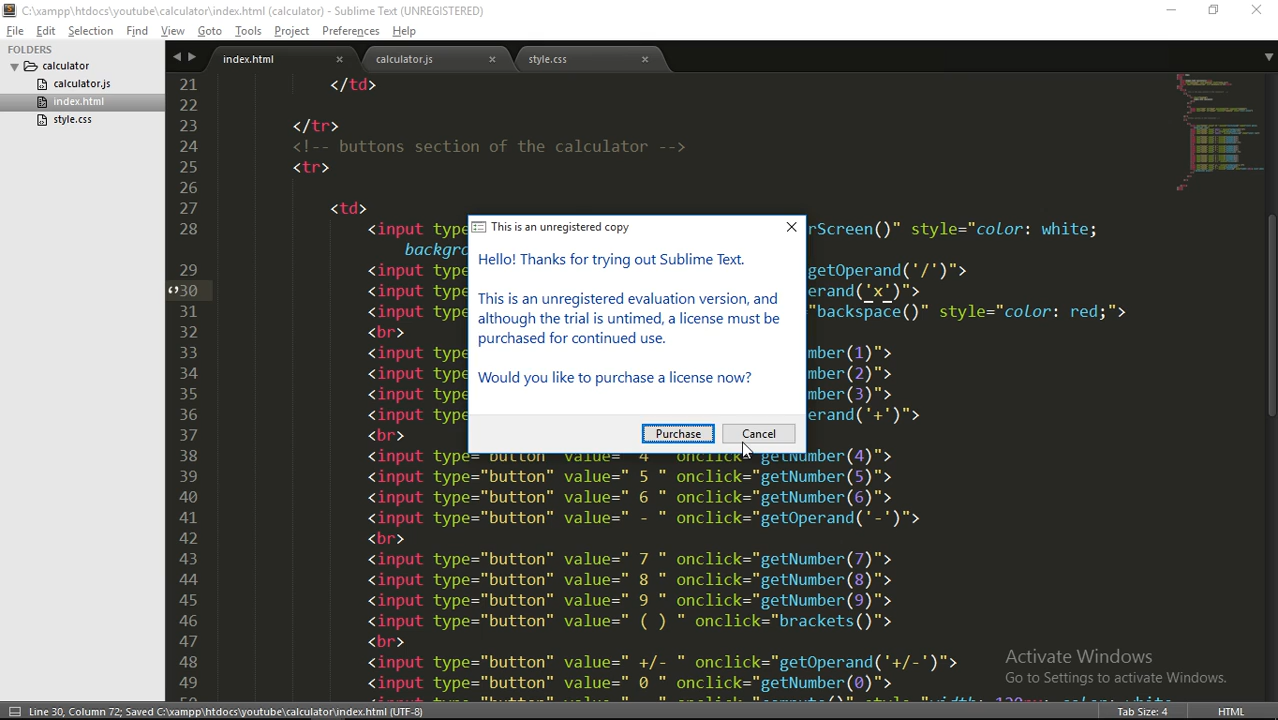 C:\xampp\htdocs\youtube\calculator\index.html (calculator) - Sublime Text (UNREGISTERED)
File Edit Selection Find View Goto Tools Project Preferences Help
FOLDERS
calculator
calculator.js
index.html
style.css
index.html calculator.js style.css
21 </td>
22
23 </tr>
24 <!-- buttons section of the calculator -->
25 <tr>
26
27 <td>
28 <input type rScreen()" style="color: white;
backgro
29 <input type getOperand('/')">
30 <input type erand('x')">
31 <input type "backspace()" style="color: red;">
32 <br>
33 <input type mber(1)">
34 <input type mber(2)">
35 <input type mber(3)">
36 <input type erand('+')">
37 <br>
38 <input type="button" value=" 4 " onclick="getNumber(4)">
39 <input type="button" value=" 5 " onclick="getNumber(5)">
40 <input type="button" value=" 6 " onclick="getNumber(6)">
41 <input type="button" value=" - " onclick="getOperand('-')">
42 <br>
43 <input type="button" value=" 7 " onclick="getNumber(7)">
44 <input type="button" value=" 8 " onclick="getNumber(8)">
45 <input type="button" value=" 9 " onclick="getNumber(9)">
46 <input type="button" value=" ( ) " onclick="brackets()">
47 <br>
48 <input type="button" value=" +/- " onclick="getOperand('+/-')">
49 <input type="button" value=" 0 " onclick="getNumber(0)">
This is an unregistered copy
Hello! Thanks for trying out Sublime Text.
This is an unregistered evaluation version, and
although the trial is untimed, a license must be
purchased for continued use.
Would you like to purchase a license now?
Purchase Cancel
Activate Windows
Go to Settings to activate Windows.
Line 30, Column 72; Saved C:\xampp\htdocs\youtube\calculator\index.html (UTF-8) Tab Size: 4 HTML